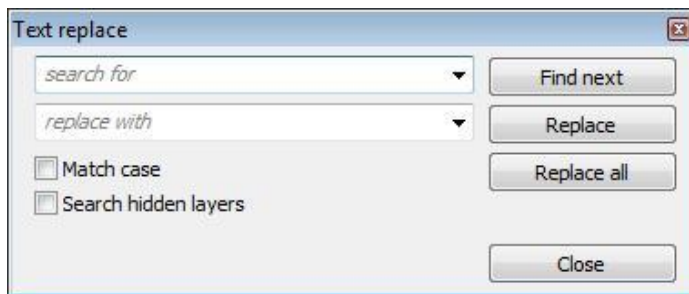 Text replace
search for
Find next
replace with
Replace
Match case
Replace all
Search hidden layers
Close